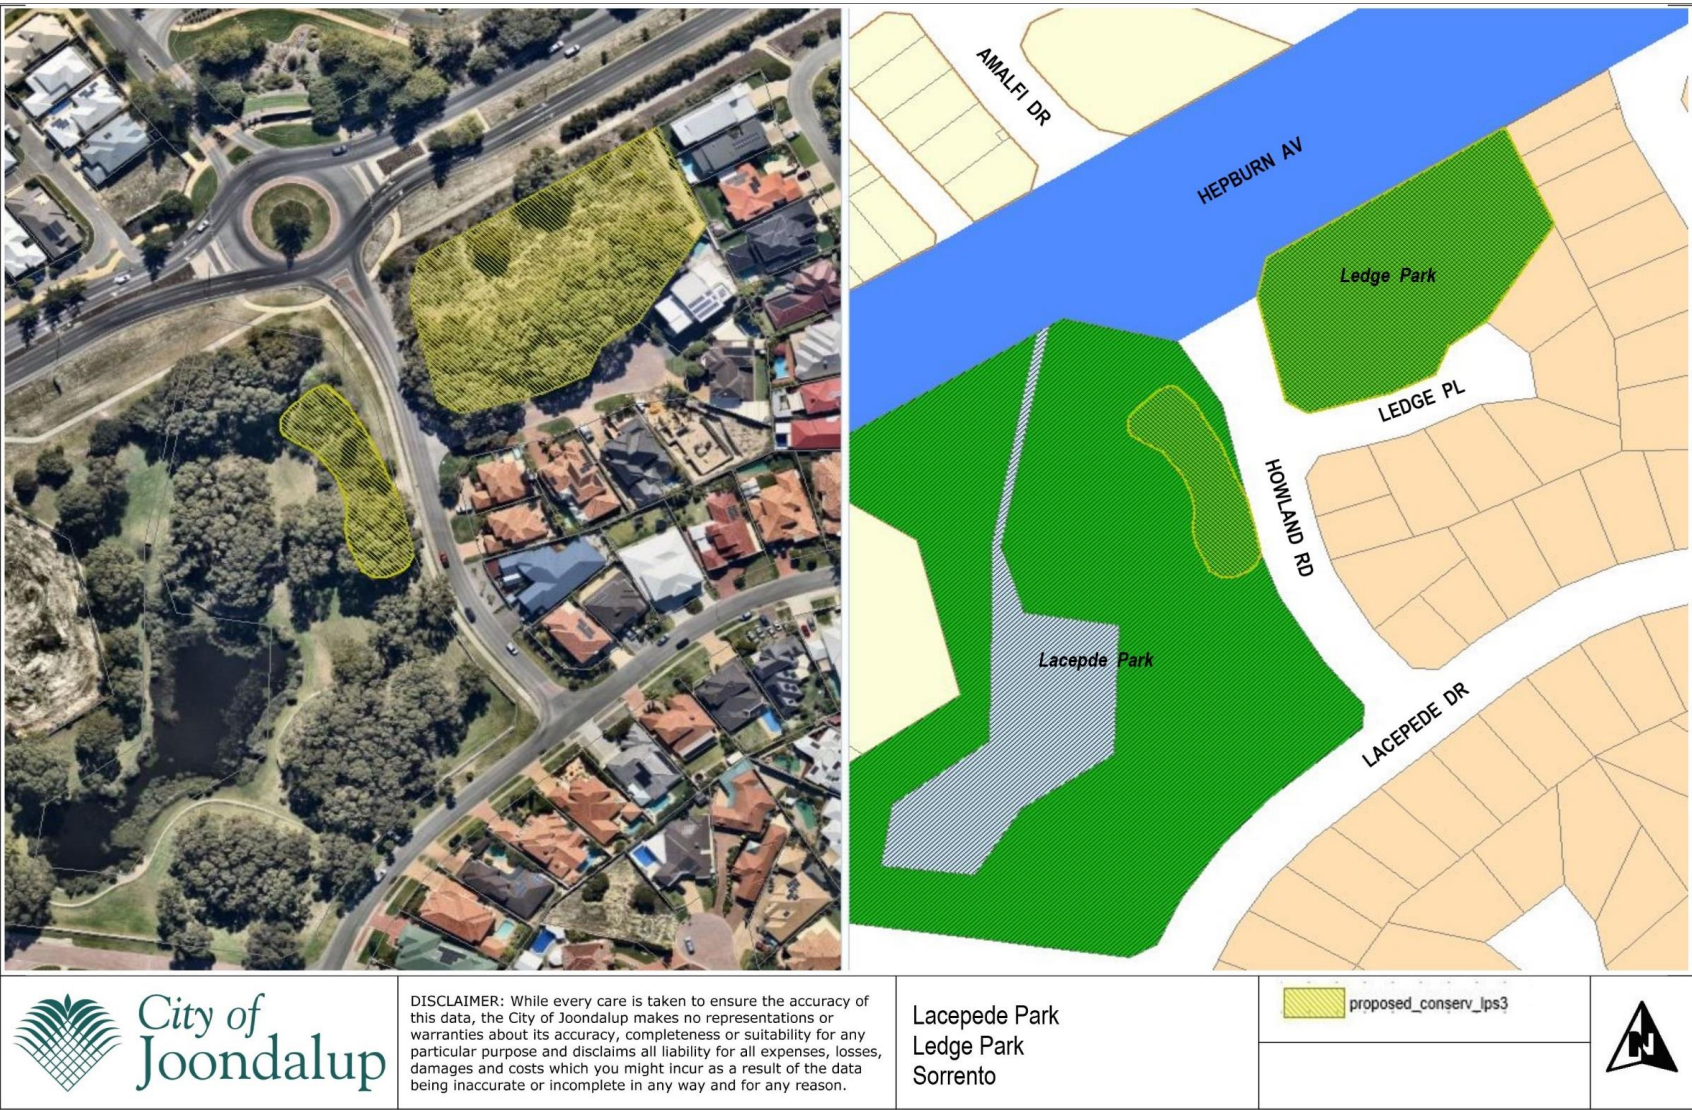 AMALFI DR
HEPBURN AV
Ledge Park
LEDGE PL
HOWLAND RD
Lacepde Park
LACEPEDE DR
City of
Joondalup
DISCLAIMER: While every care is taken to ensure the accuracy of
this data, the City of Joondalup makes no representations or
warranties about its accuracy, completeness or suitability for any
particular purpose and disclaims all liability for all expenses, losses,
damages and costs which you might incur as a result of the data
being inaccurate or incomplete in any way and for any reason.
Lacepede Park
Ledge Park
Sorrento
proposed_conserv_lps3
N